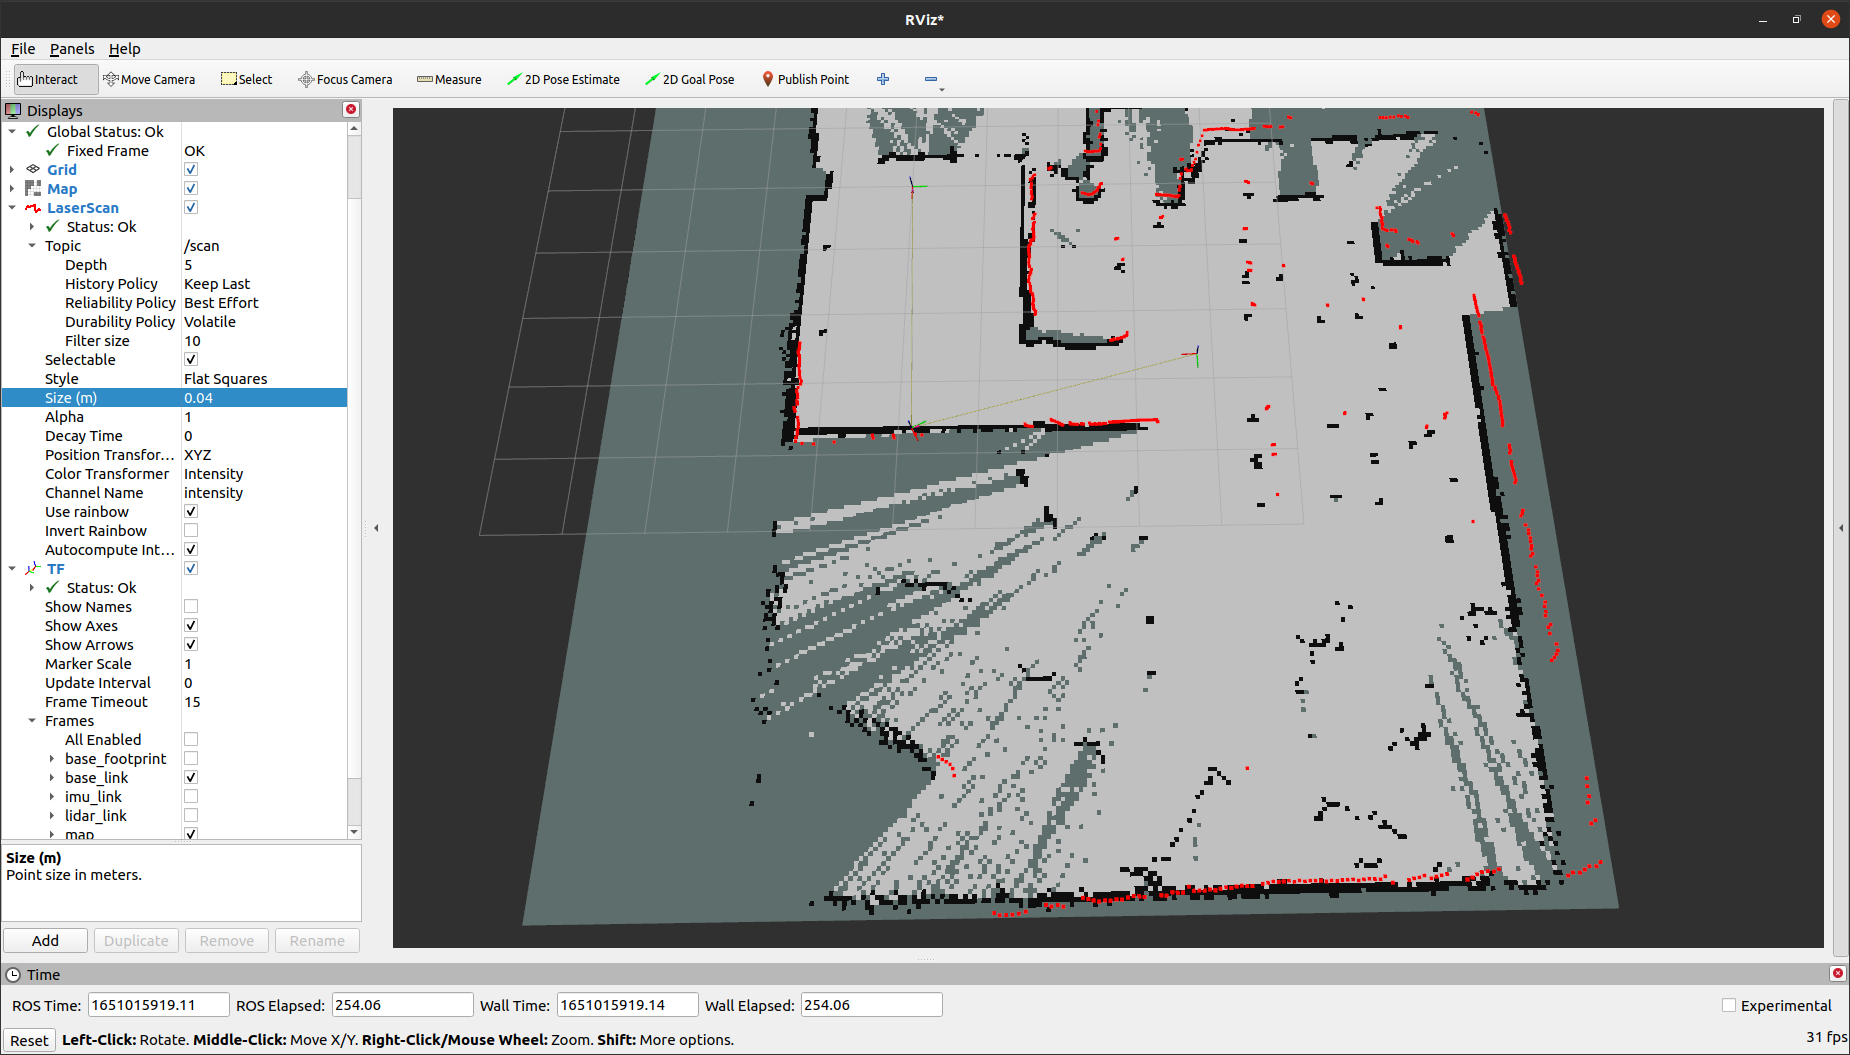 RViz*
File Panels Help
Interact Move Camera Select Focus Camera Measure 2D Pose Estimate 2D Goal Pose Publish Point
Displays
Global Status: Ok
Fixed Frame OK
Grid
Map
LaserScan
Status: Ok
Topic /scan
Depth 5
History Policy Keep Last
Reliability Policy Best Effort
Durability Policy Volatile
Filter size 10
Selectable
Style Flat Squares
Size (m) 0.04
Alpha 1
Decay Time 0
Position Transfor... XYZ
Color Transformer Intensity
Channel Name intensity
Use rainbow
Invert Rainbow
Autocompute Int...
TF
Status: Ok
Show Names
Show Axes
Show Arrows
Marker Scale 1
Update Interval 0
Frame Timeout 15
Frames
All Enabled
base_footprint
base_link
imu_link
lidar_link
map
Size (m)
Point size in meters.
Add Duplicate Remove Rename
Time
ROS Time: 1651015919.11 ROS Elapsed: 254.06 Wall Time: 1651015919.14 Wall Elapsed: 254.06 Experimental
Reset Left-Click: Rotate. Middle-Click: Move X/Y. Right-Click/Mouse Wheel: Zoom. Shift: More options. 31 fps